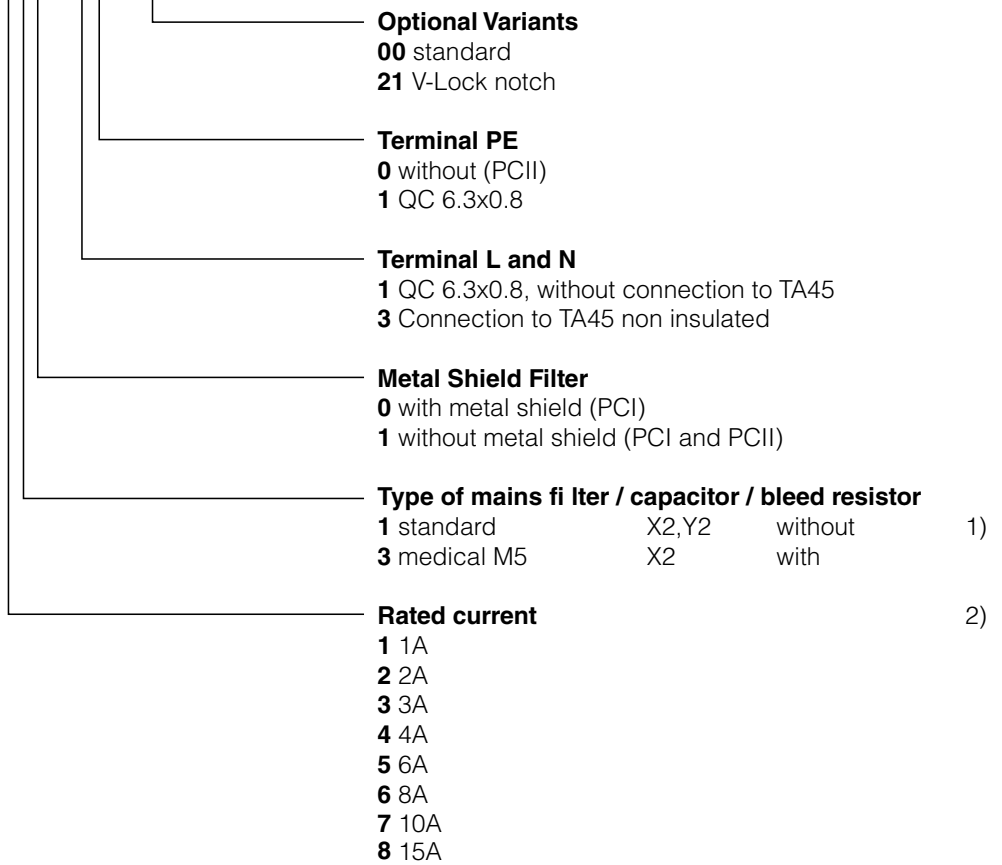 Optional Variants
00 standard
21 V-Lock notch
Terminal PE
0 without (PCII)
1 QC 6.3x0.8
Terminal L and N
1 QC 6.3x0.8, without connection to TA45
3 Connection to TA45 non insulated
Metal Shield Filter
0 with metal shield (PCI)
1 without metal shield (PCI and PCII)
Type of mains fi lter / capacitor / bleed resistor
1 standard X2,Y2 without 1)
3 medical M5 X2 with
Rated current 2)
1 1A
2 2A
3 3A
4 4A
5 6A
6 8A
7 10A
8 15A